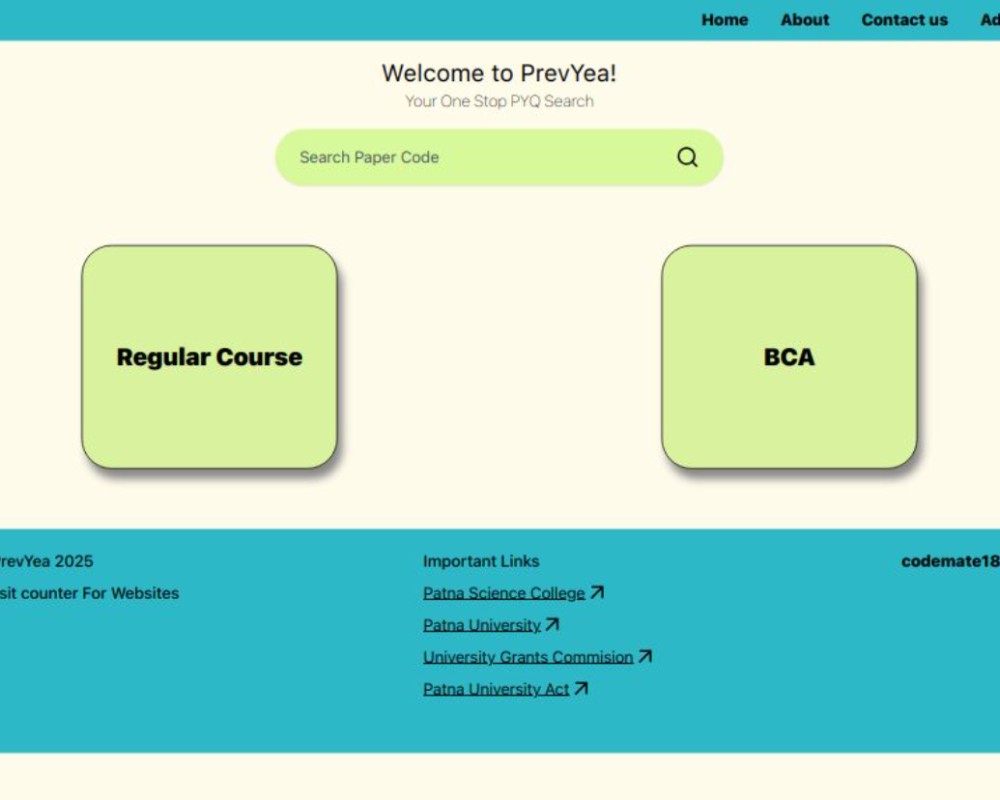 Home About Contact us Ad
Welcome to PrevYea!
Your One Stop PYQ Search
Search Paper Code
Regular Course
BCA
revYea 2025
sit counter For Websites
Important Links
Patna Science College
Patna University
University Grants Commision
Patna University Act
codemate18